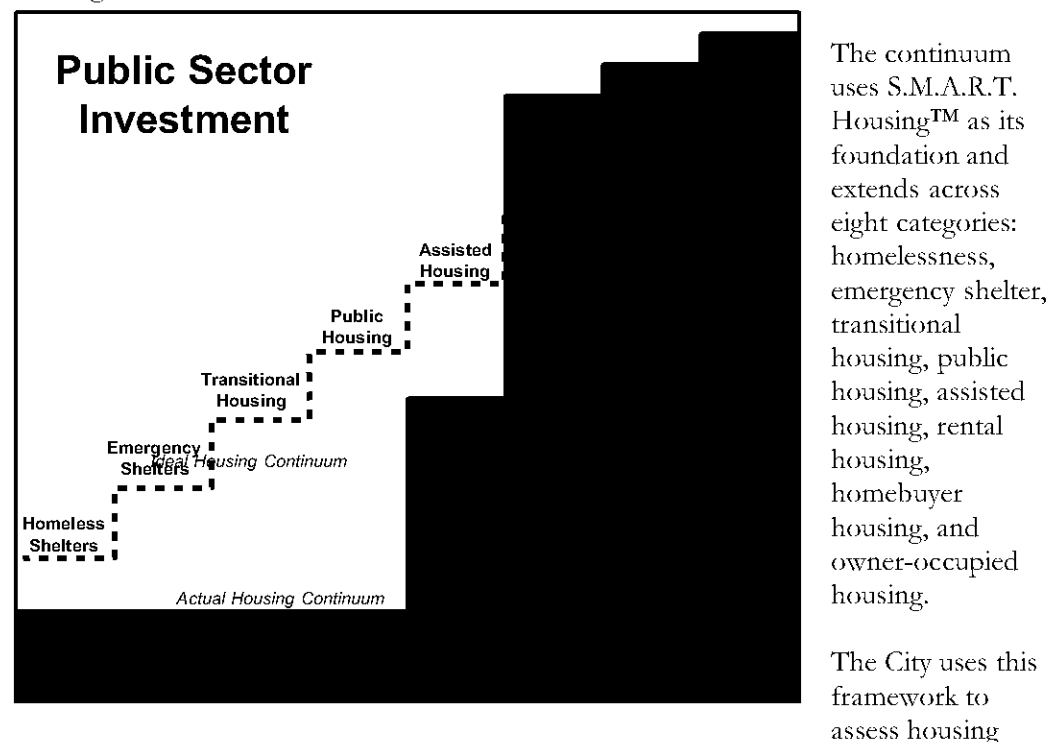 Public Sector
Investment
Assisted
Housing
Public
Housing
Transitional
Housing
Emergency
Shelters
Ideal Housing Continuum
Homeless
Shelters
Actual Housing Continuum
The continuum
uses S.M.A.R.T.
Housing™ as its
foundation and
extends across
eight categories:
homelessness,
emergency shelter,
transitional
housing, public
housing, assisted
housing, rental
housing,
homebuyer
housing, and
owner-occupied
housing.
The City uses this
framework to
assess housing